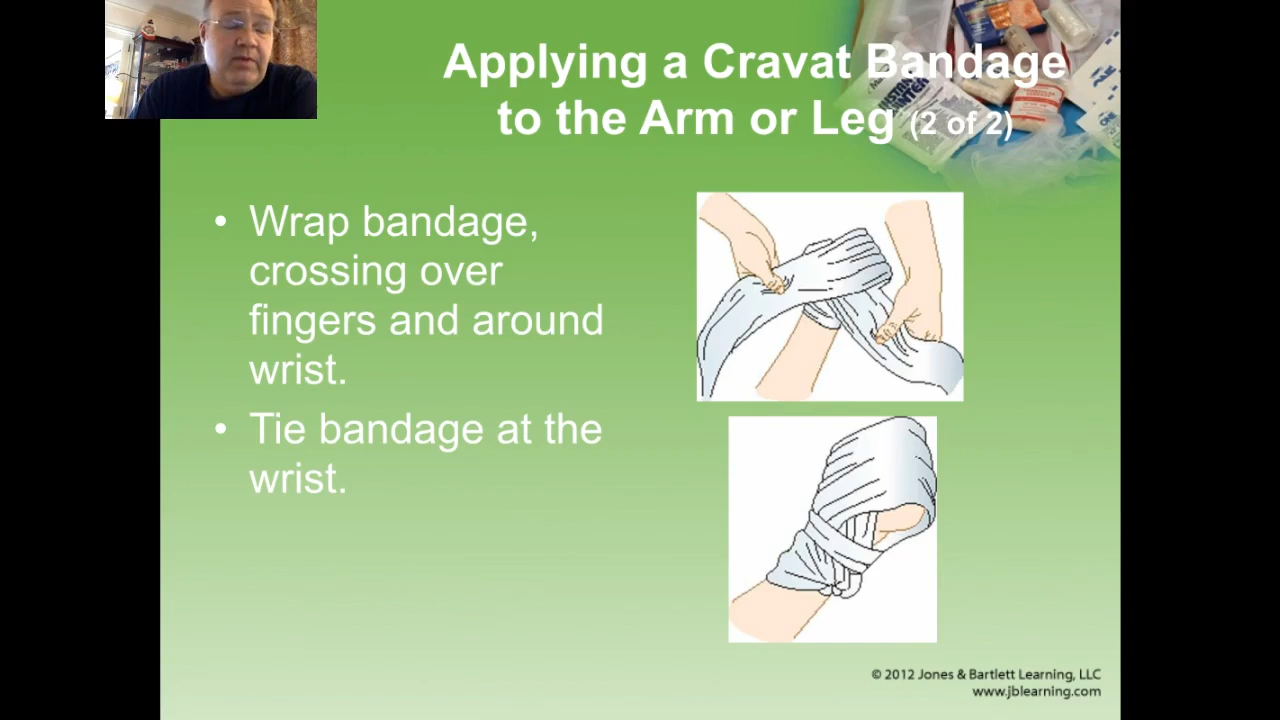 Applying a Cravat Bandage
to the Arm or Leg (2 of 2)
• Wrap bandage,
crossing over
fingers and around
wrist.
• Tie bandage at the
wrist.
© 2012 Jones & Bartlett Learning, LLC
www.jblearning.com